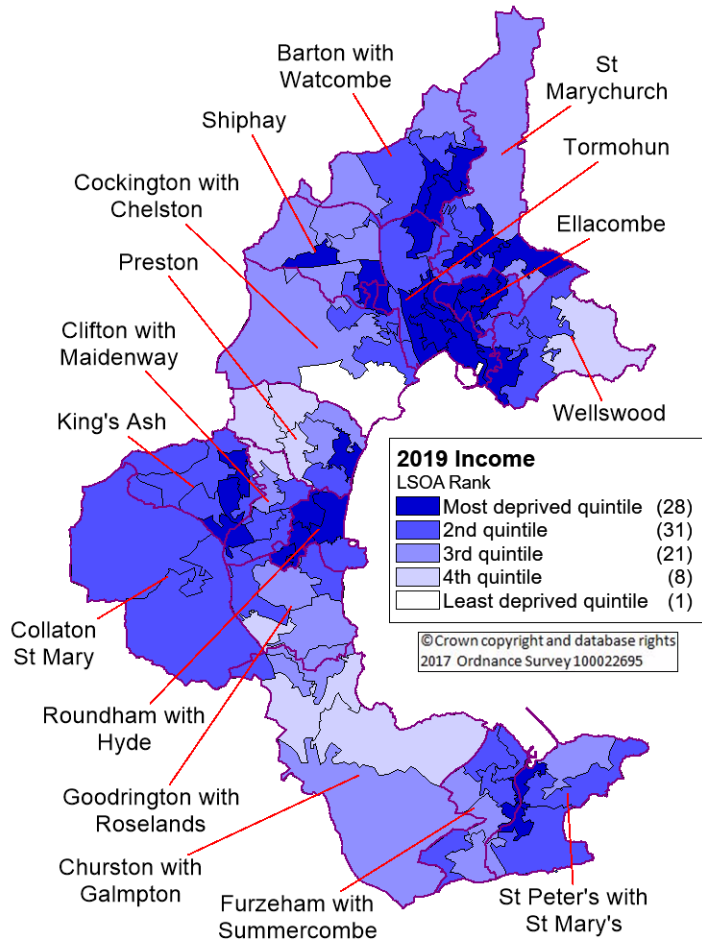 Barton with
Watcombe
St
Marychurch
Shiphay
Tormohun
Cockington with
Chelston
Ellacombe
Preston
Clifton with
Maidenway
King's Ash
Wellswood
2019 Income
LSOA Rank
Most deprived quintile (28)
2nd quintile (31)
3rd quintile (21)
4th quintile (8)
Least deprived quintile (1)
©Crown copyright and database rights
2017 Ordnance Survey 100022695
Collaton
St Mary
Roundham with
Hyde
Goodrington with
Roselands
Churston with
Galmpton
Furzeham with
Summercombe
St Peter's with
St Mary's